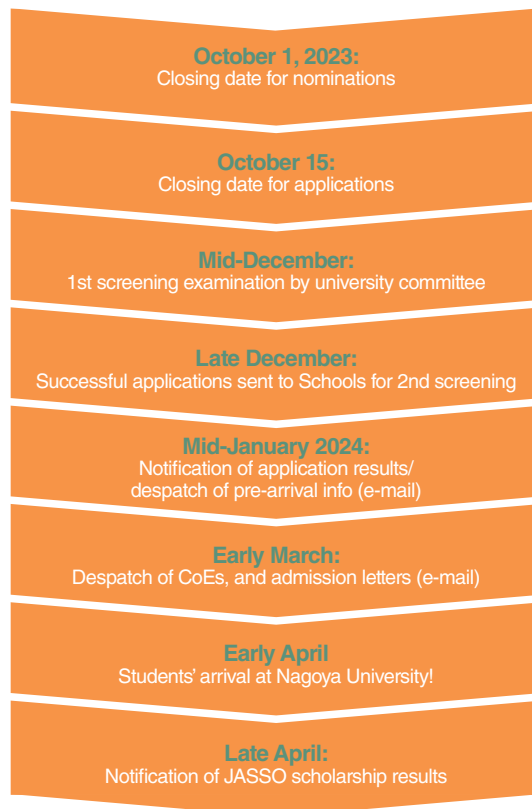 October 1, 2023:
Closing date for nominations
October 15:
Closing date for applications
Mid-December:
1st screening examination by university committee
Late December:
Successful applications sent to Schools for 2nd screening
Mid-January 2024:
Notification of application results/
despatch of pre-arrival info (e-mail)
Early March:
Despatch of CoEs, and admission letters (e-mail)
Early April
Students' arrival at Nagoya University!
Late April:
Notification of JASSO scholarship results